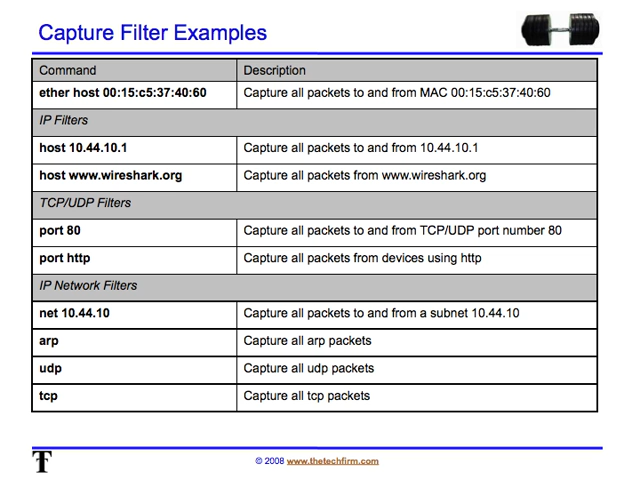 Capture Filter Examples
Command Description
ether host 00:15:c5:37:40:60 Capture all packets to and from MAC 00:15:c5:37:40:60
IP Filters
host 10.44.10.1 Capture all packets to and from 10.44.10.1
host www.wireshark.org Capture all packets from www.wireshark.org
TCP/UDP Filters
port 80 Capture all packets to and from TCP/UDP port number 80
port http Capture all packets from devices using http
IP Network Filters
net 10.44.10 Capture all packets to and from a subnet 10.44.10
arp Capture all arp packets
udp Capture all udp packets
tcp Capture all tcp packets
T © 2008 www.thetechfirm.com